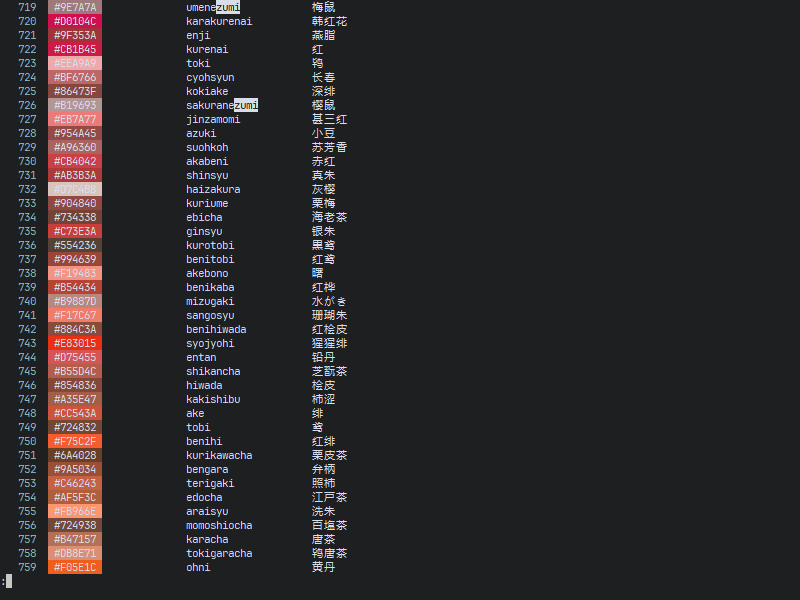 719 #9E7A7A umenezumi 梅鼠
720 #D0104C karakurenai 韩红花
721 #9F353A enji 燕脂
722 #CB1B45 kurenai 红
723 #EEA9A9 toki 鸨
724 #BF6766 cyohsyun 长春
725 #86473F kokiake 深绯
726 #B19693 sakuranezumi 樱鼠
727 #EB7A77 jinzamomi 甚三红
728 #954A45 azuki 小豆
729 #A96360 suohkoh 苏芳香
730 #CB4042 akabeni 赤红
731 #AB3B3A shinsyu 真朱
732 #D7C4BB haizakura 灰樱
733 #904840 kuriume 栗梅
734 #734338 ebicha 海老茶
735 #C73E3A ginsyu 银朱
736 #554236 kurotobi 黒鸢
737 #994639 benitobi 红鸢
738 #F19483 akebono 曙
739 #B54434 benikaba 红桦
740 #B9887D mizugaki 水がき
741 #F17C67 sangosyu 珊瑚朱
742 #884C3A benihiwada 红桧皮
743 #E83015 syojyohi 猩猩绯
744 #D75455 entan 铅丹
745 #B55D4C shikancha 芝翫茶
746 #854836 hiwada 桧皮
747 #A35E47 kakishibu 柿涩
748 #CC543A ake 绯
749 #724832 tobi 鸢
750 #F75C2F benihi 红绯
751 #6A4028 kurikawacha 栗皮茶
752 #9A5034 bengara 弁柄
753 #C46243 terigaki 照柿
754 #AF5F3C edocha 江戸茶
755 #FB966E araisyu 洗朱
756 #724938 momoshiocha 百塩茶
757 #B47157 karacha 唐茶
758 #DB8E71 tokigaracha 鸨唐茶
759 #F05E1C ohni 黄丹
: